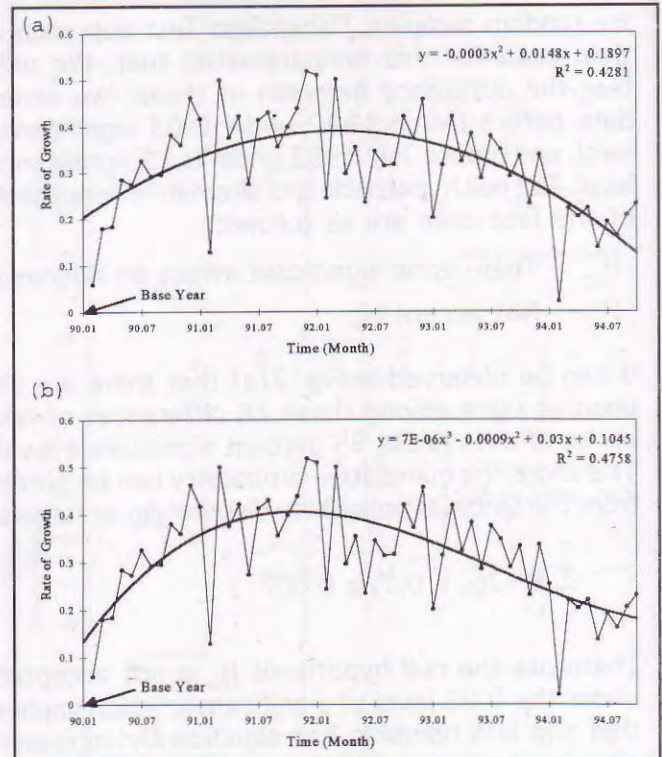 (a)
0.6
y = -0.0003x² + 0.0148x + 0.1897
R² = 0.4281
0.5
0.4
0.3
0.2
0.1
0
Rate of Growth
Base Year
90.01 90.07 91.01 91.07 92.01 92.07 93.01 93.07 94.01 94.07
Time (Month)
(b)
0.6
y = 7E-06x³ - 0.0009x² + 0.03x + 0.1045
R² = 0.4758
0.5
0.4
0.3
0.2
0.1
Rate of Growth
Base Year
90.01 90.07 91.01 91.07 92.01 92.07 93.01 93.07 94.01 94.07
Time (Month)